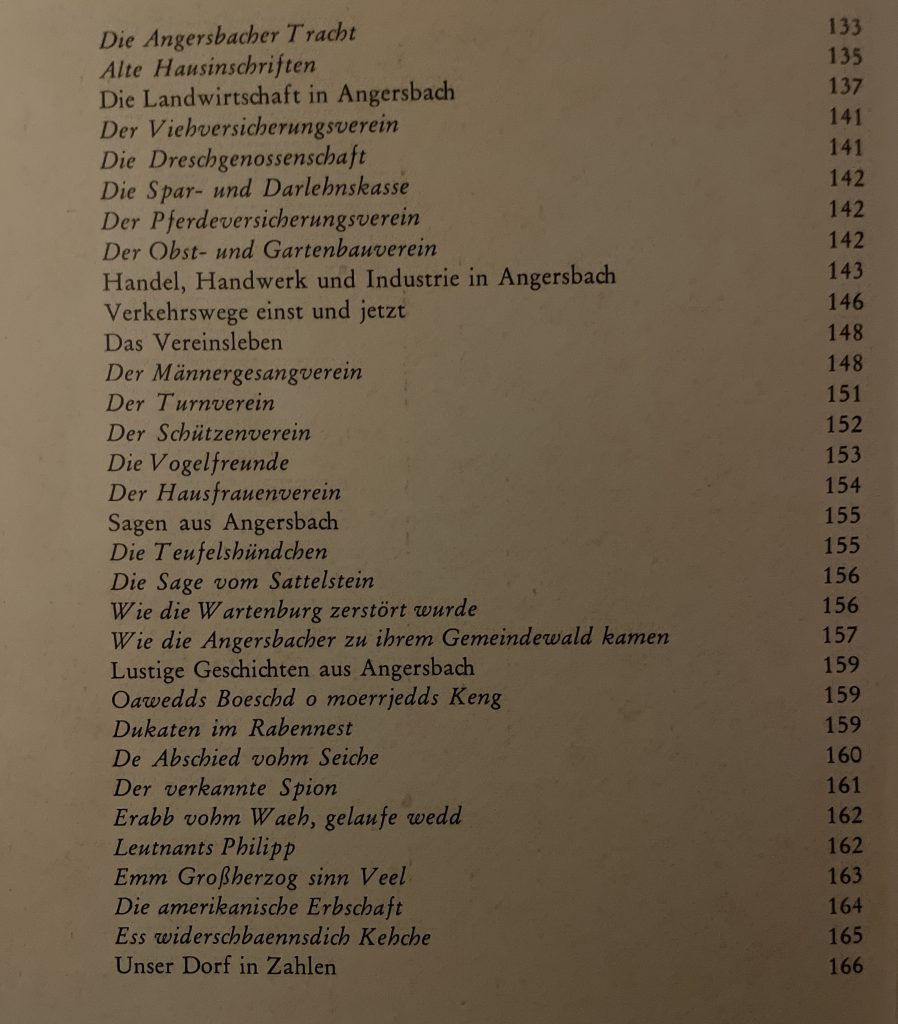 Die Angersbacher Tracht 133
Alte Hausinschriften 135
Die Landwirtschaft in Angersbach 137
Der Viehversicherungsverein 141
Die Dreschgenossenschaft 141
Die Spar- und Darlehnskasse 142
Der Pferdeversicherungsverein 142
Der Obst- und Gartenbauverein 142
Handel, Handwerk und Industrie in Angersbach 143
Verkehrswege einst und jetzt 146
Das Vereinsleben 148
Der Männergesangverein 148
Der Turnverein 151
Der Schützenverein 152
Die Vogelfreunde 153
Der Hausfrauenverein 154
Sagen aus Angersbach 155
Die Teufelshündchen 155
Die Sage vom Sattelstein 156
Wie die Wartenburg zerstört wurde 156
Wie die Angersbacher zu ihrem Gemeindewald kamen 157
Lustige Geschichten aus Angersbach 159
Oawedds Boeschd o moerrjedds Keng 159
Dukaten im Rabennest 159
De Abschied vohm Seiche 160
Der verkannte Spion 161
Erabb vohm Waeh, gelaufe wedd 162
Leutnants Philipp 162
Emm Großherzog sinn Veel 163
Die amerikanische Erbschaft 164
Ess widerschbaennsdich Kehche 165
Unser Dorf in Zahlen 166